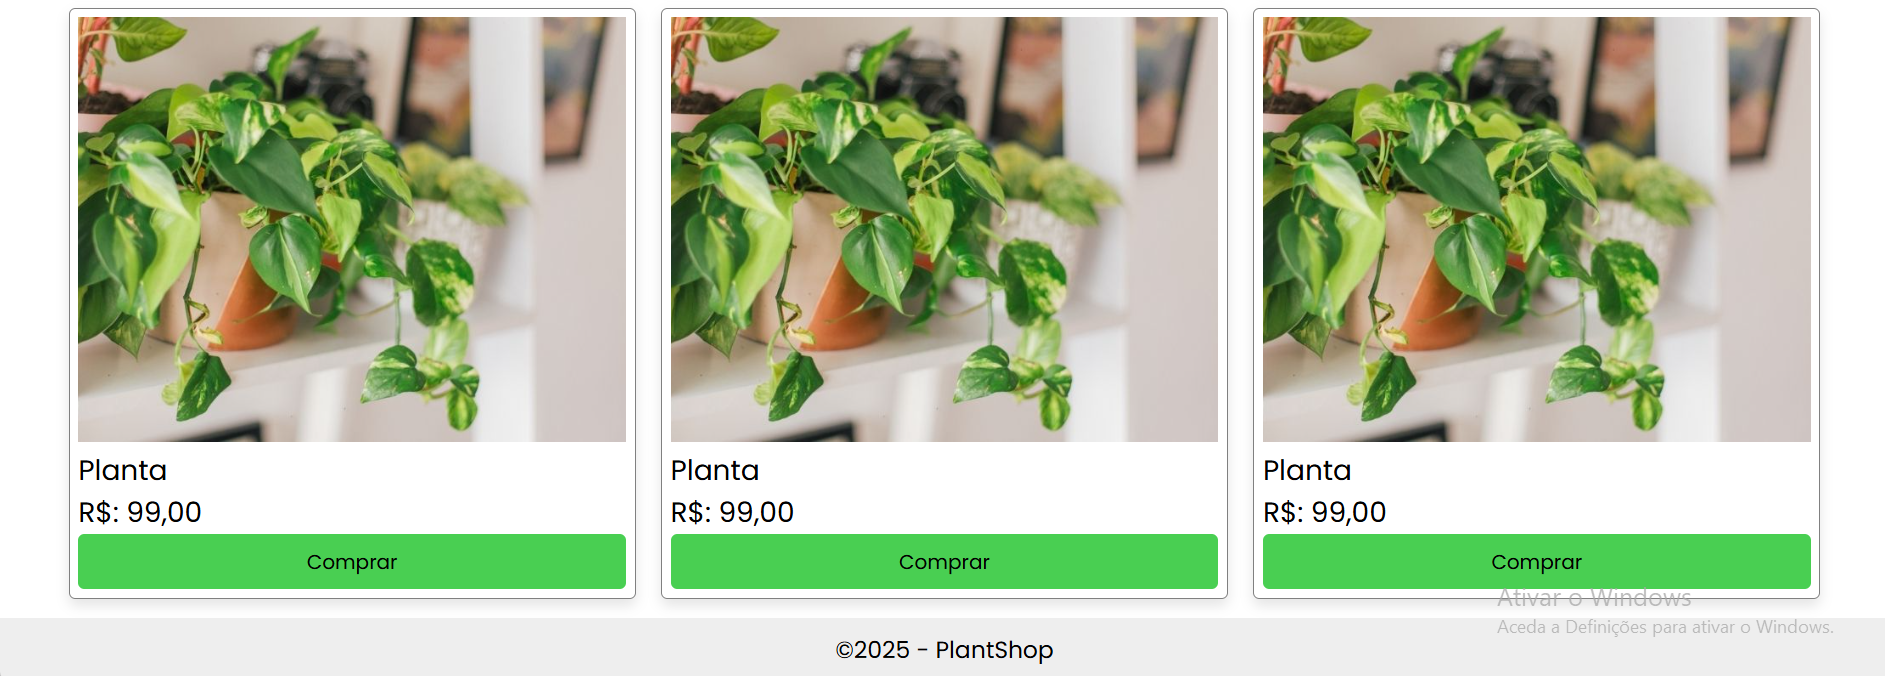 Planta
R$: 99,00
Comprar
Planta
R$: 99,00
Comprar
Planta
R$: 99,00
Comprar
Ativar o Windows
Aceda a Definições para ativar o Windows.
©2025 - PlantShop